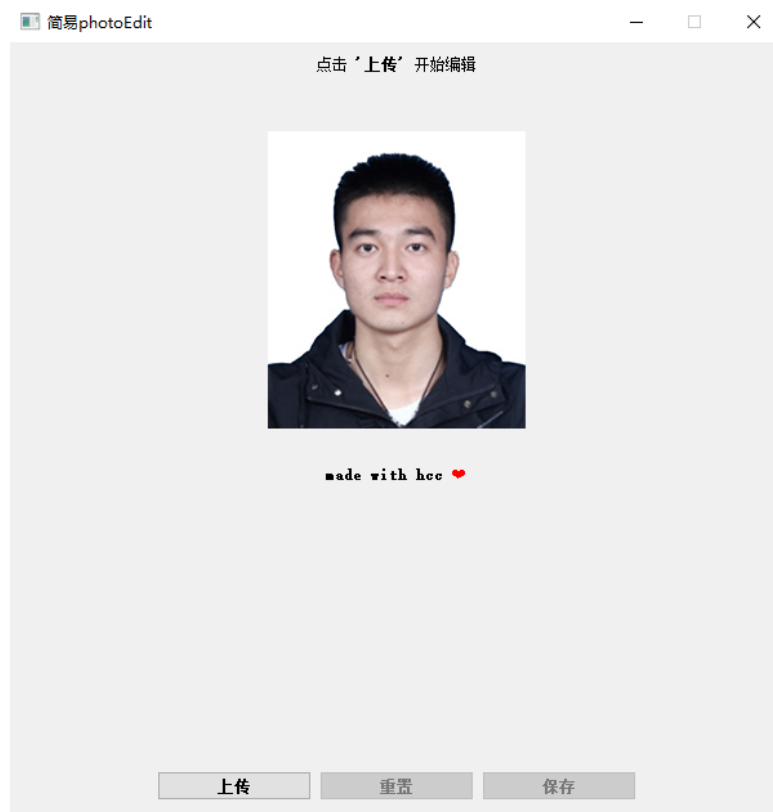 简易photoEdit
点击 '上传' 开始编辑
made with hcc ❤
上传
重置
保存